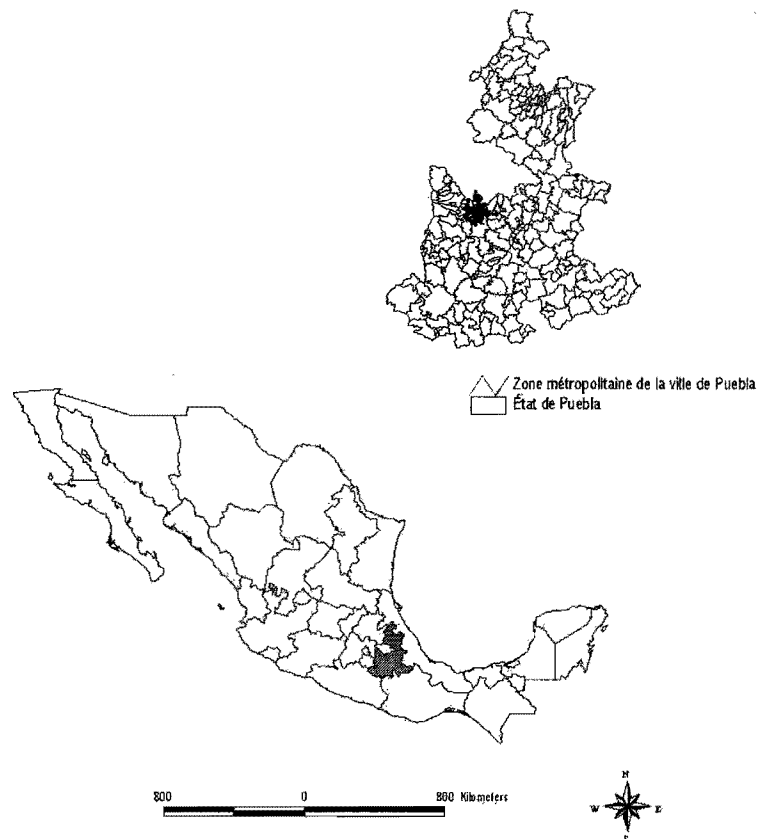 Zone métropolitaine de la ville de Puebla
État de Puebla
800 0 800 Kilometers
N
W E
S